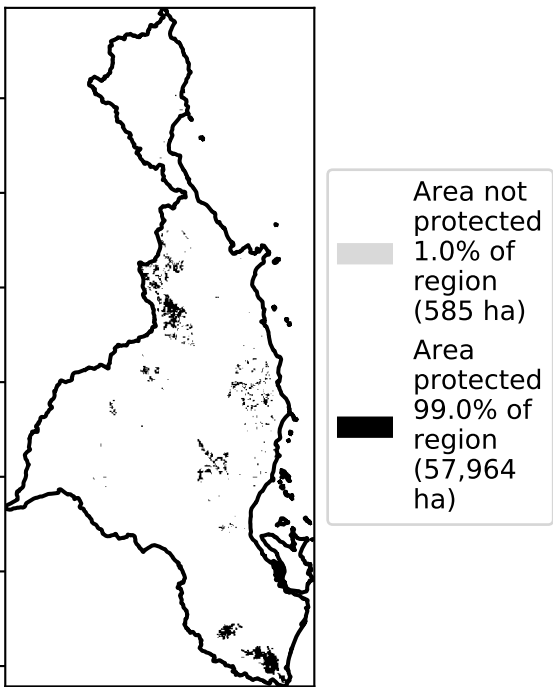 Area not
protected
1.0% of
region
(585 ha)
Area
protected
99.0% of
region
(57,964
ha)